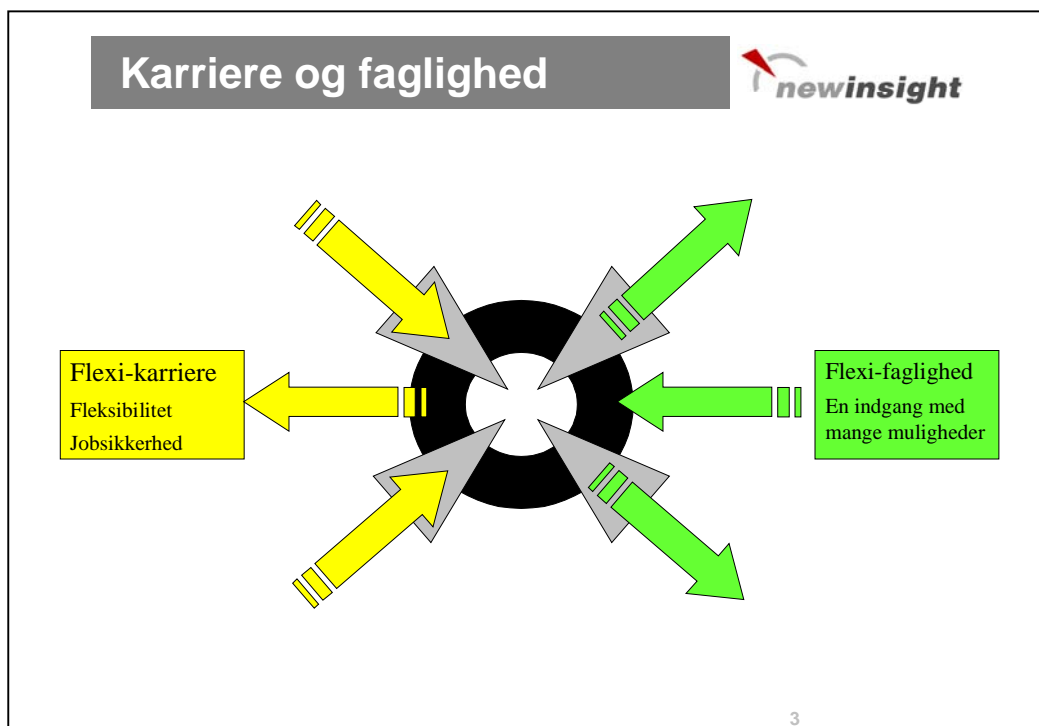 Karriere og faglighed
newinsight
Flexi-karriere
Fleksibilitet
Jobsikkerhed
Flexi-faglighed
En indgang med
mange muligheder
3